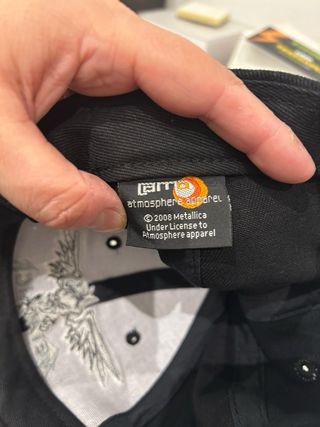 atmosphere apparel
© 2008 Metallica
Under License to
Atmosphere apparel